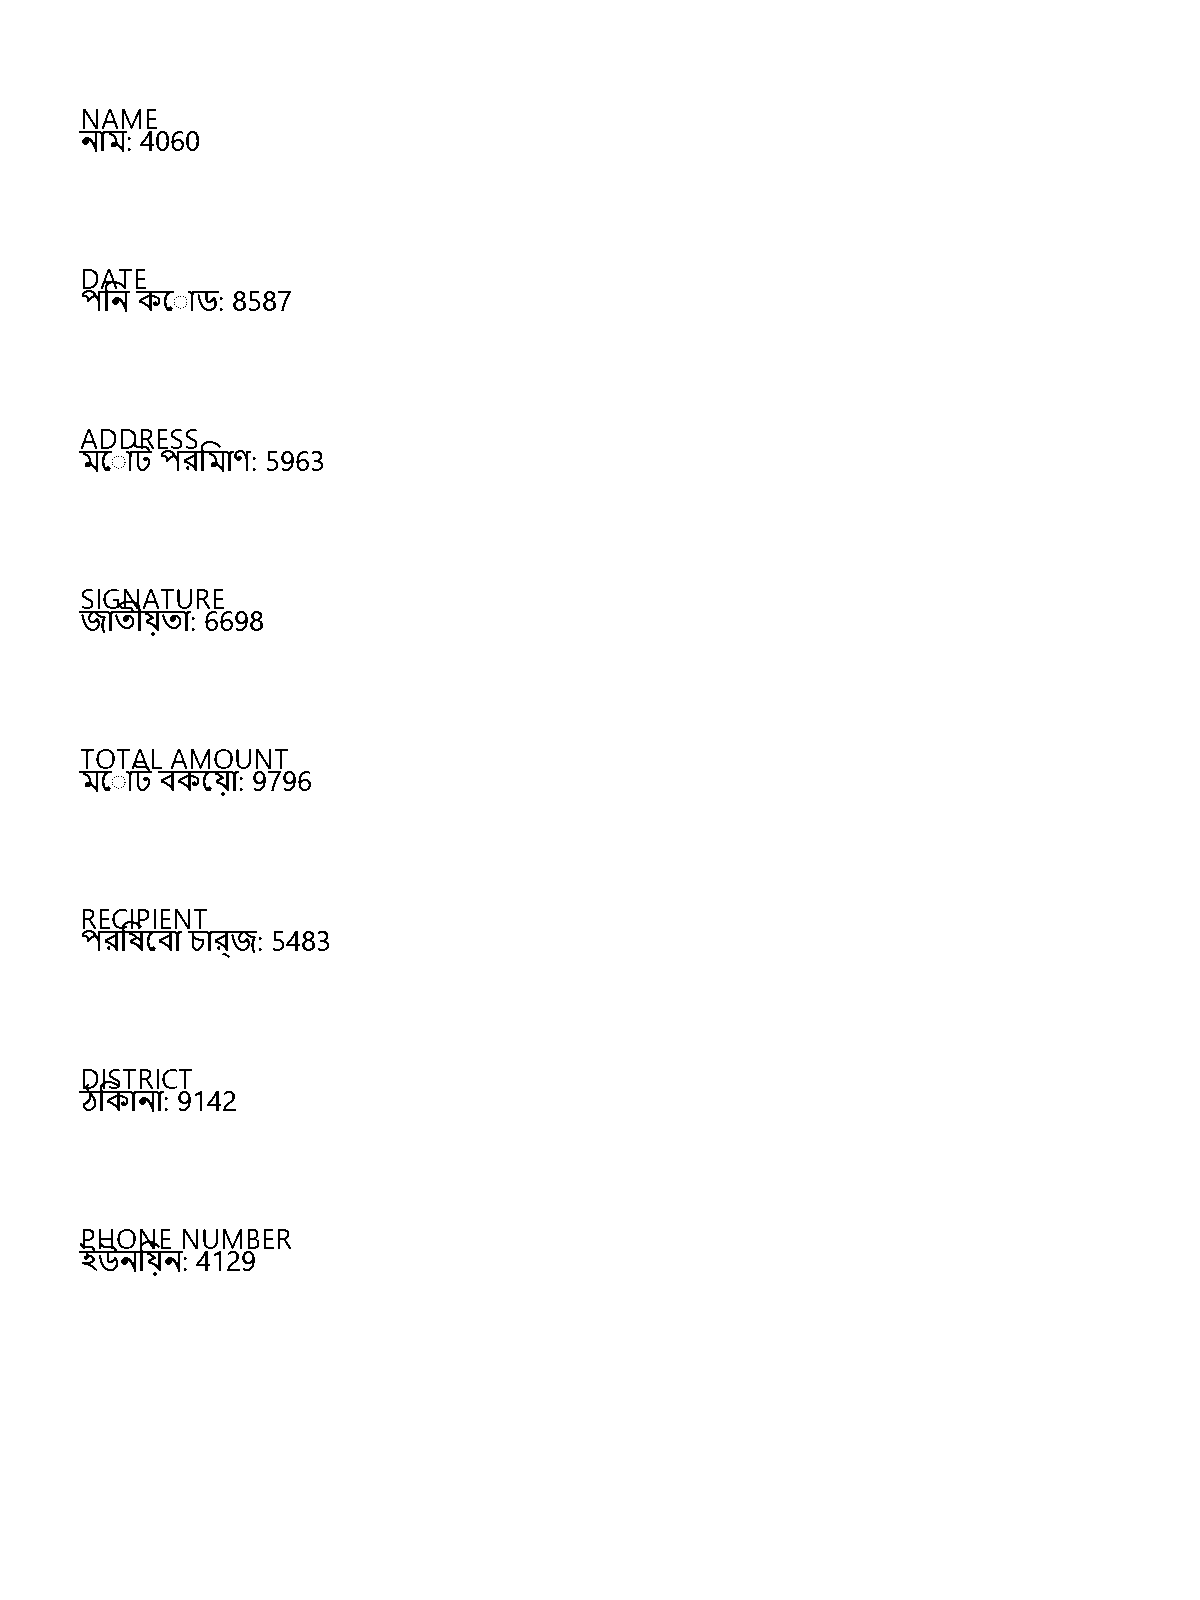 NAME
নাম: 4060
DATE
পিন কোড: 8587
ADDRESS
মোট পরিমাণ: 5963
SIGNATURE
জাতীয়তা: 6698
TOTAL AMOUNT
মোট বকেয়া: 9796
RECIPIENT
পরিষেবা চার্জ: 5483
DISTRICT
ঠিকানা: 9142
PHONE NUMBER
ইউনিয়ন: 4129